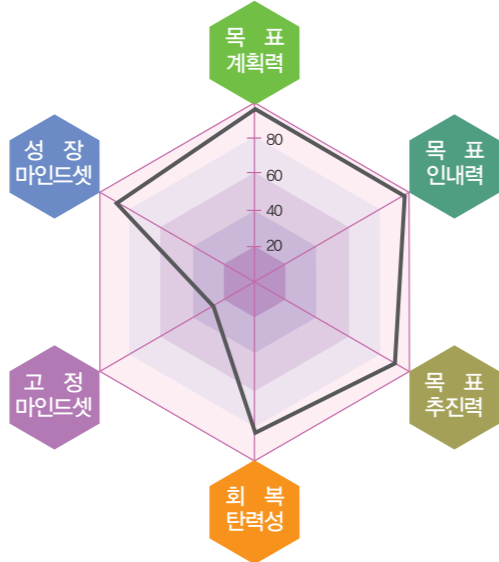 목 표
계획력
성 장
마인드셋
목 표
인내력
80
60
40
20
고 정
마인드셋
목 표
추진력
회 복
탄력성